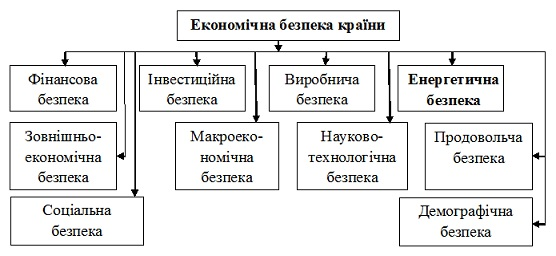 Економічна безпека країни
Фінансова
безпека
Інвестиційна
безпека
Виробнича
безпека
Енергетична
безпека
Зовнішньо-
економічна
безпека
Макроеко-
номічна
безпека
Науково-
технологічна
безпека
Продовольча
безпека
Соціальна
безпека
Демографічна
безпека